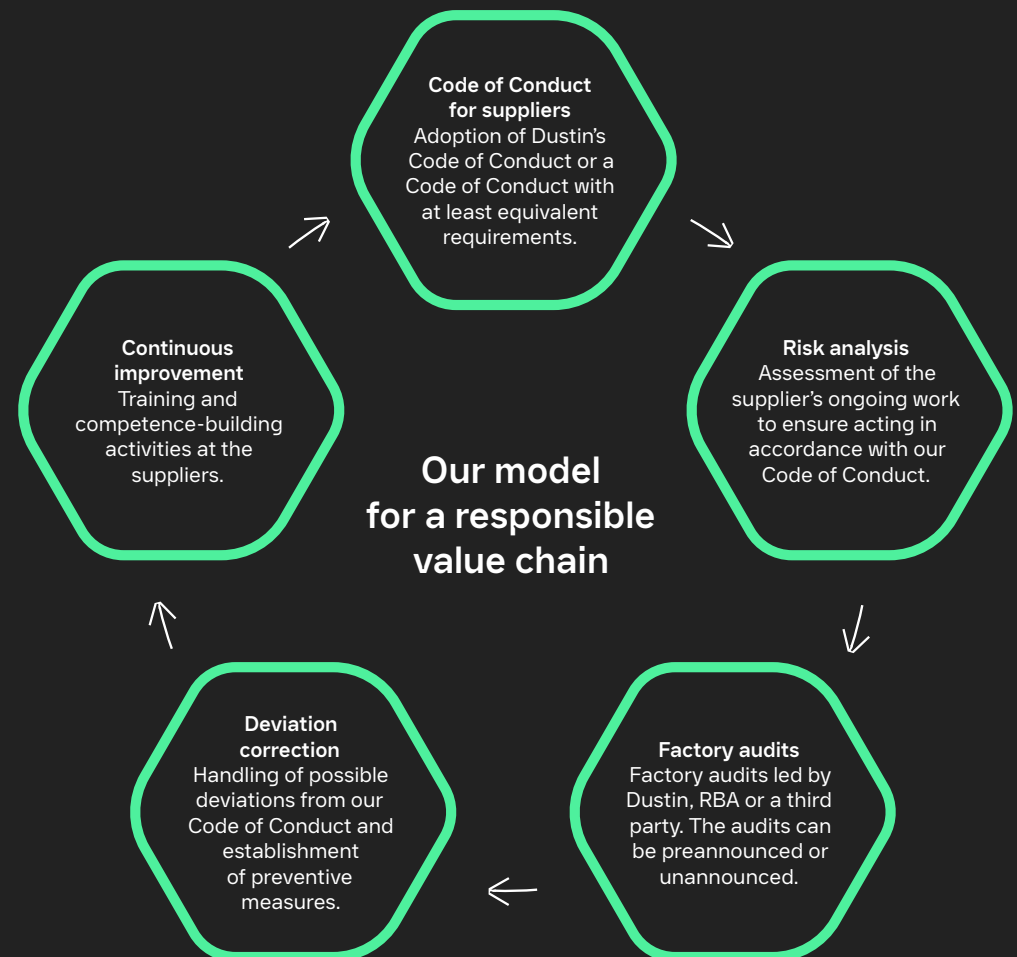 Code of Conduct
for suppliers
Adoption of Dustin’s
Code of Conduct or a
Code of Conduct with
at least equivalent
requirements.
Risk analysis
Assessment of the
supplier’s ongoing work
to ensure acting in
accordance with our
Code of Conduct.
Factory audits
Factory audits led by
Dustin, RBA or a third
party. The audits can
be preannounced or
unannounced.
Deviation
correction
Handling of possible
deviations from our
Code of Conduct and
establishment
of preventive
measures.
Continuous
improvement
Training and
competence-building
activities at the
suppliers.
Our model
for a responsible
value chain